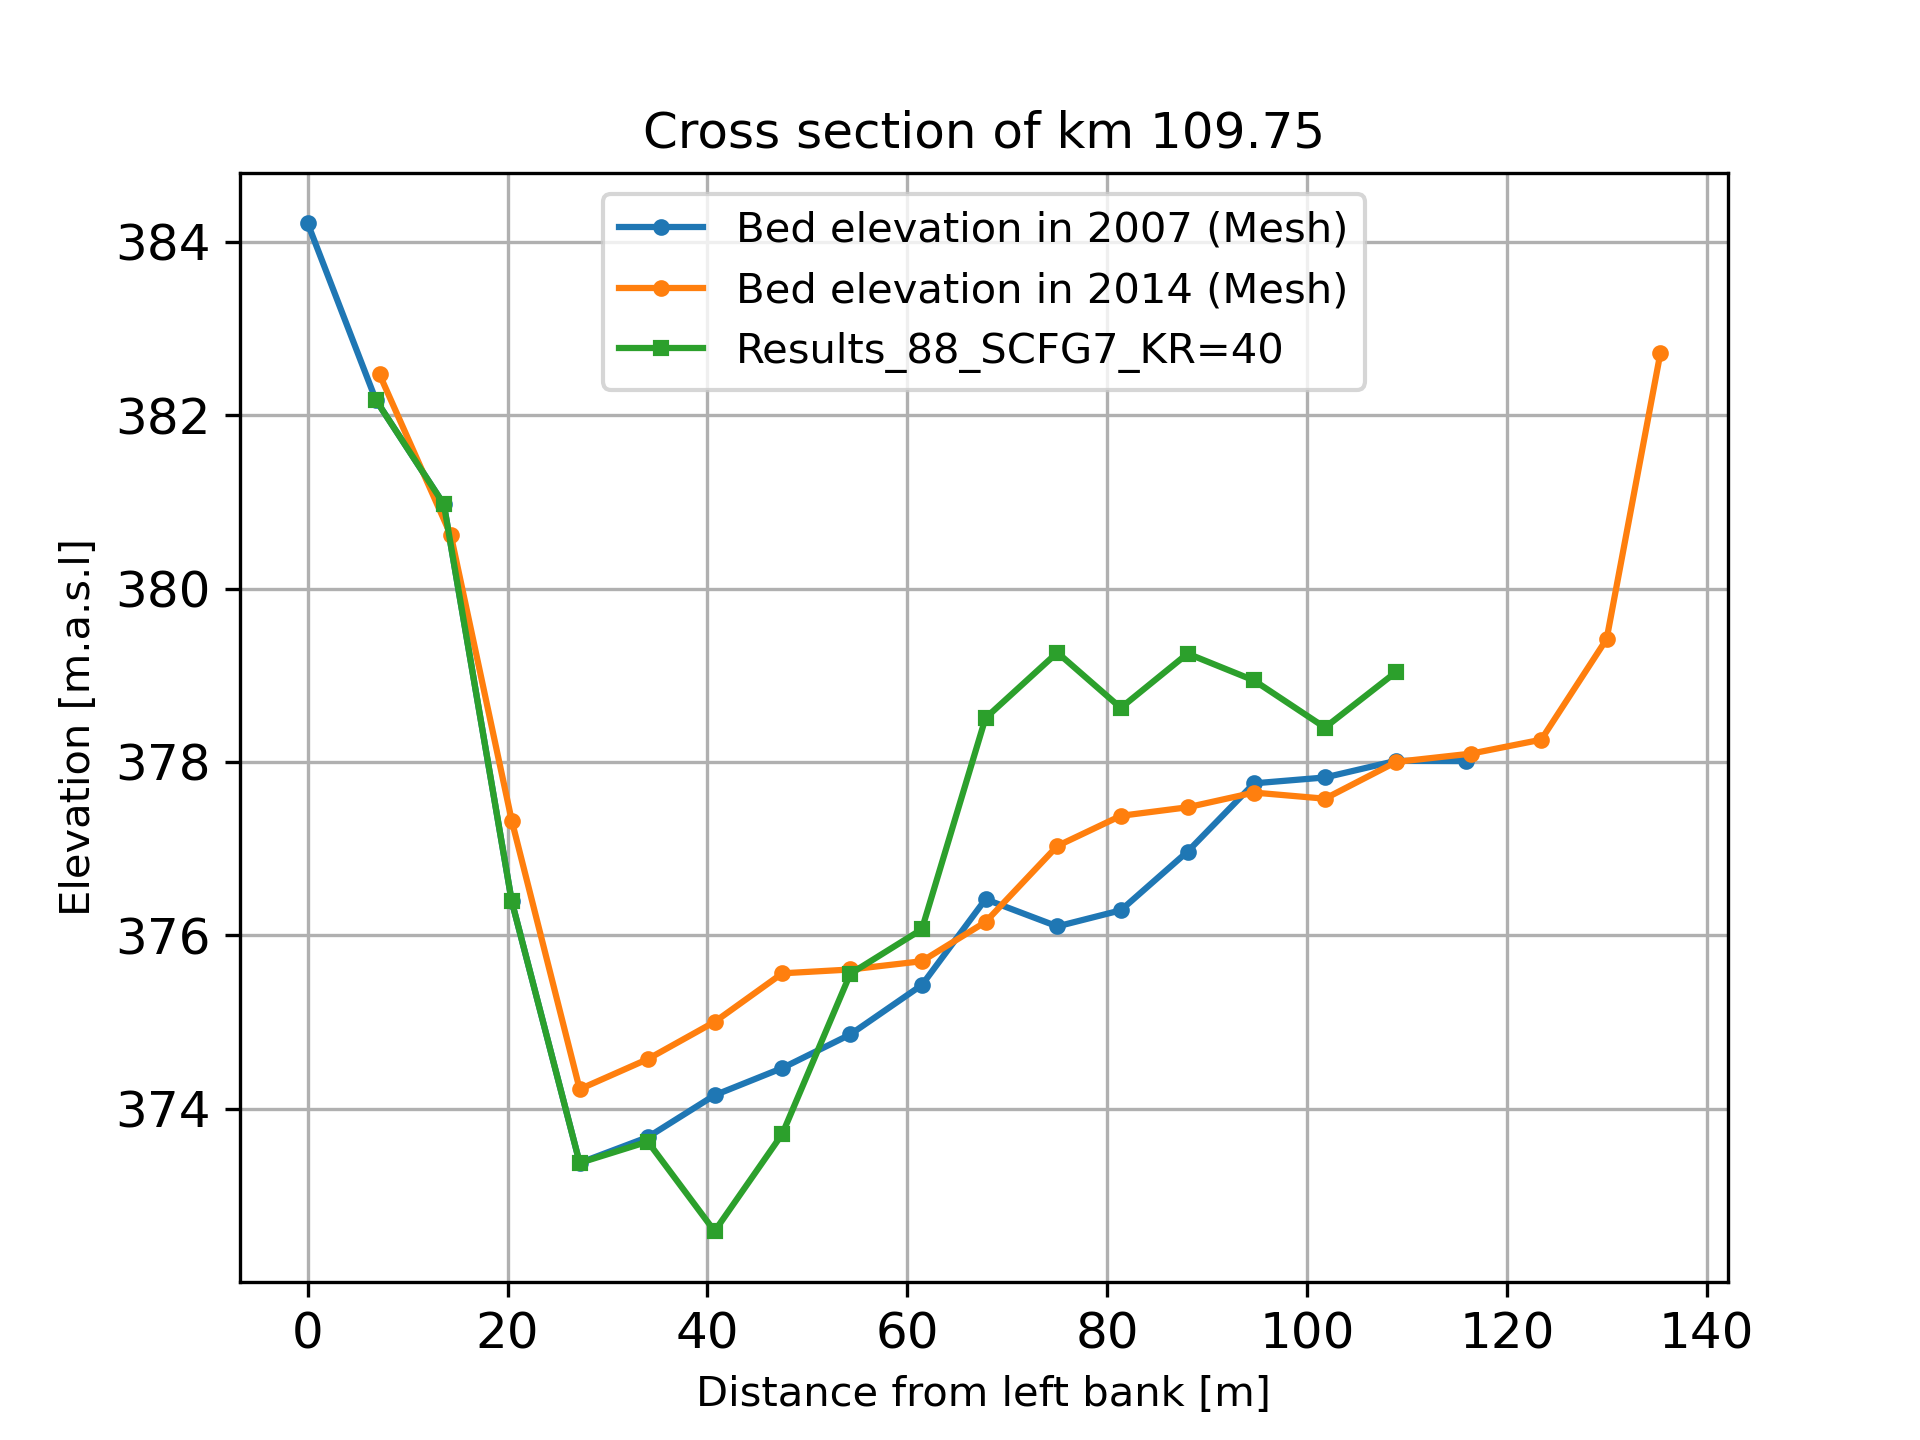 Cross section of km 109.75
Bed elevation in 2007 (Mesh)
Bed elevation in 2014 (Mesh)
Results_88_SCFG7_KR=40
Elevation [m.a.s.l]
384
382
380
378
376
374
0 20 40 60 80 100 120 140
Distance from left bank [m]